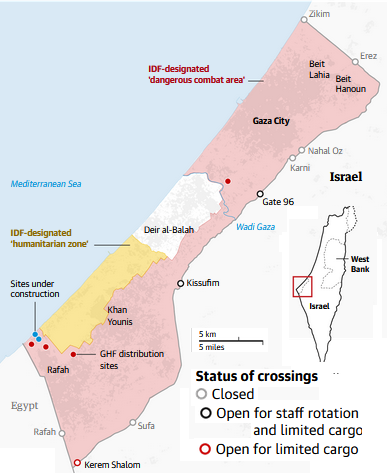 Zikim
IDF-designated
'dangerous combat area'
Erez
Beit
Lahia
Beit
Hanoun
Gaza City
Nahal Oz
Karni
Israel
Mediterranean Sea
Gate 96
Wadi Gaza
IDF-designated
'humanitarian zone'
Deir al-Balah
West
Bank
Sites under
construction
Kissufim
Israel
Khan
Younis
5 km
5 miles
GHF distribution
sites
Rafah
Status of crossings
Closed
Open for staff rotation
and limited cargo
Open for limited cargo
Egypt
Rafah
Sufa
Kerem Shalom